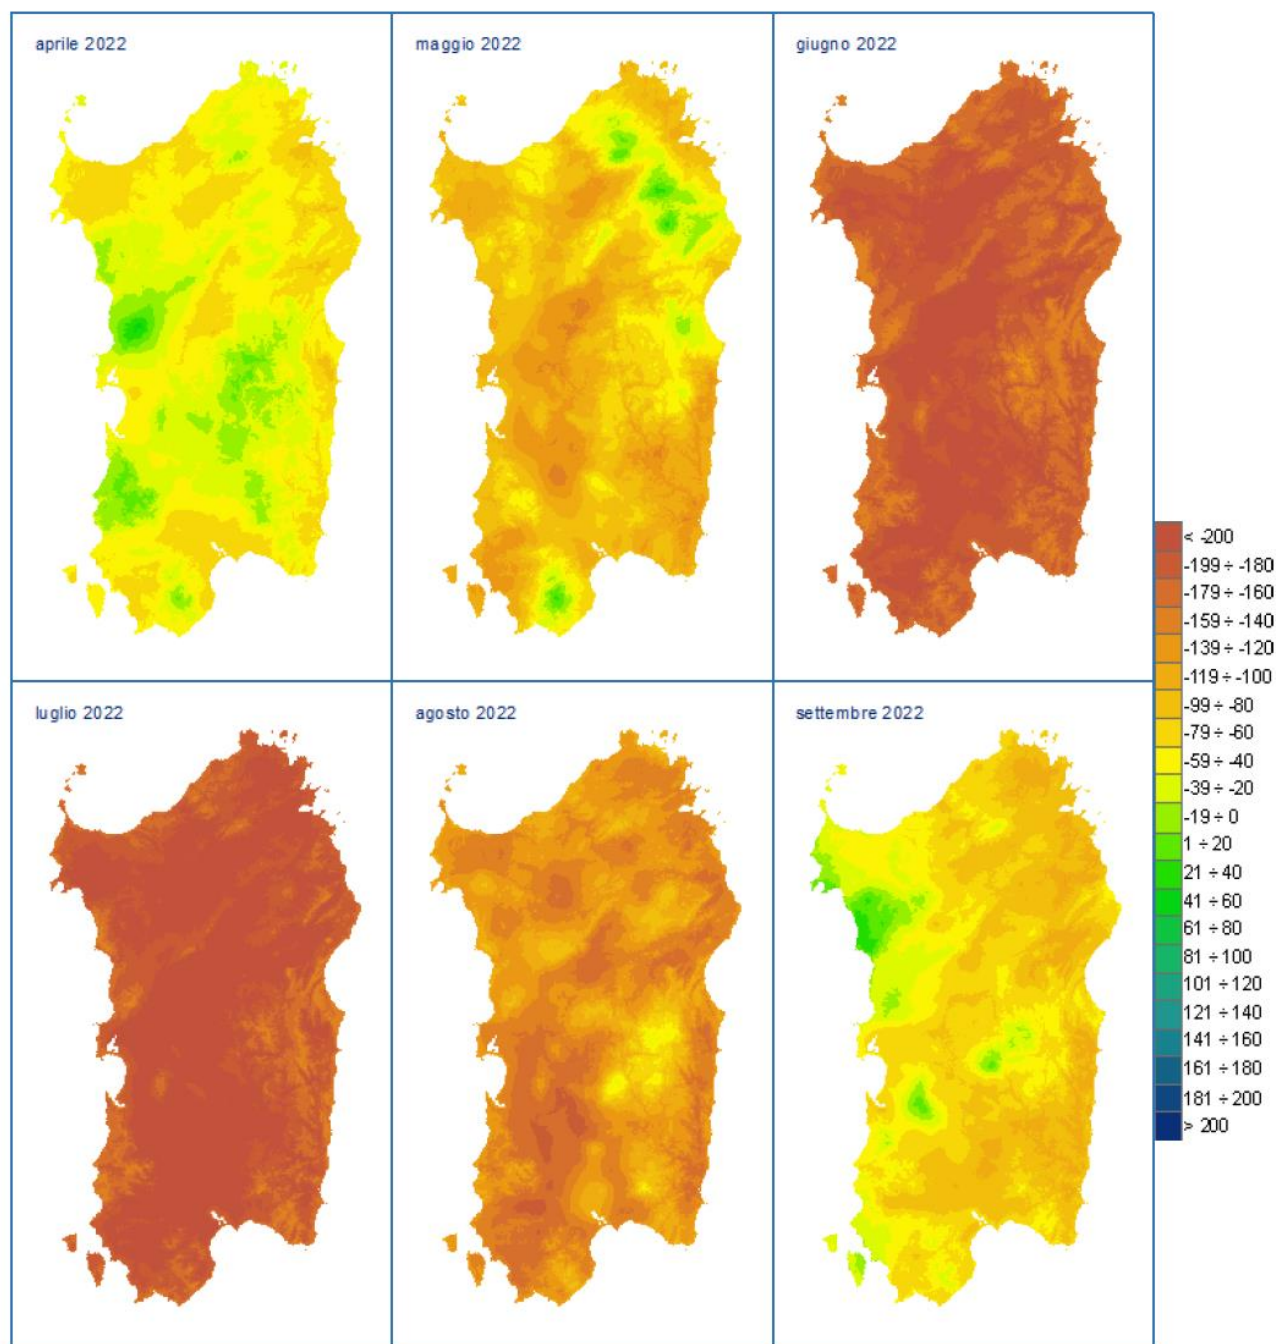 aprile 2022
maggio 2022
giugno 2022
luglio 2022
agosto 2022
settembre 2022
< -200
-199 ÷ -180
-179 ÷ -160
-159 ÷ -140
-139 ÷ -120
-119 ÷ -100
-99 ÷ -80
-79 ÷ -60
-59 ÷ -40
-39 ÷ -20
-19 ÷ 0
1 ÷ 20
21 ÷ 40
41 ÷ 60
61 ÷ 80
81 ÷ 100
101 ÷ 120
121 ÷ 140
141 ÷ 160
161 ÷ 180
181 ÷ 200
> 200